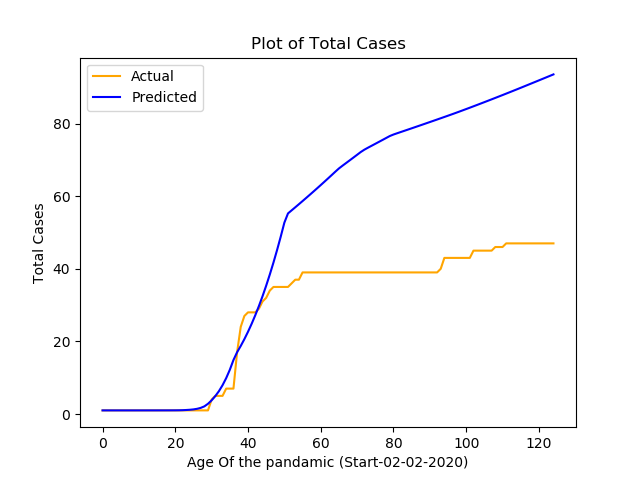 Plot of Total Cases
Actual
Predicted
80
60
40
20
0
Total Cases
0 20 40 60 80 100 120
Age Of the pandamic (Start-02-02-2020)